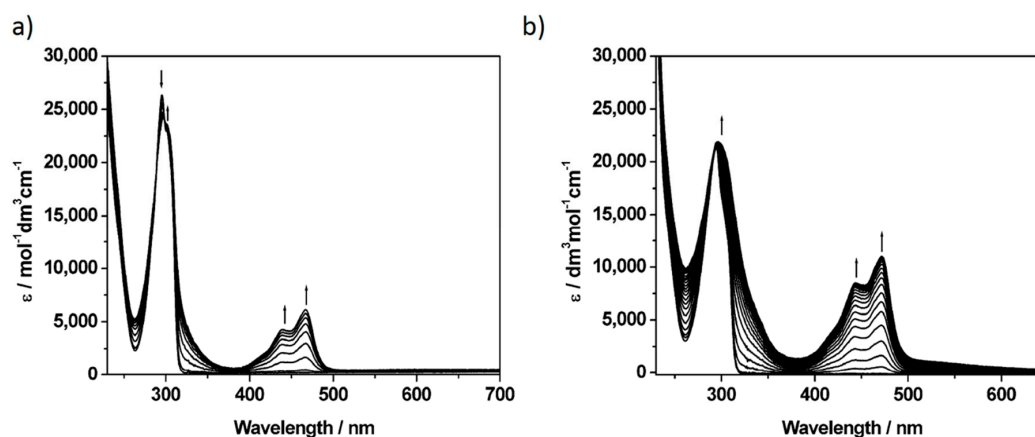 a)
30,000
25,000
20,000
15,000
10,000
5,000
0
ε / mol⁻¹dm³cm⁻¹
300 400 500 600 700
Wavelength / nm
b)
30,000
25,000
20,000
15,000
10,000
5,000
0
ε / dm³mol⁻¹cm⁻¹
300 400 500 600
Wavelength / nm